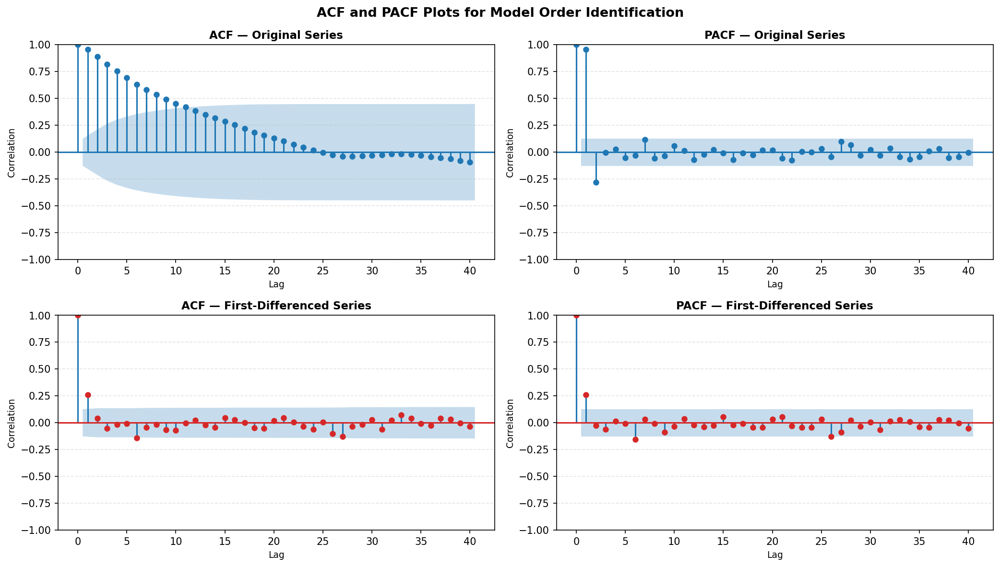 ACF and PACF Plots for Model Order Identification
ACF — Original Series
1.00
0.75
0.50
0.25
0.00
−0.25
−0.50
−0.75
−1.00
Correlation
0 5 10 15 20 25 30 35 40
Lag
PACF — Original Series
1.00
0.75
0.50
0.25
0.00
−0.25
−0.50
−0.75
−1.00
Correlation
0 5 10 15 20 25 30 35 40
Lag
ACF — First-Differenced Series
1.00
0.75
0.50
0.25
0.00
−0.25
−0.50
−0.75
−1.00
Correlation
0 5 10 15 20 25 30 35 40
Lag
PACF — First-Differenced Series
1.00
0.75
0.50
0.25
0.00
−0.25
−0.50
−0.75
−1.00
Correlation
0 5 10 15 20 25 30 35 40
Lag